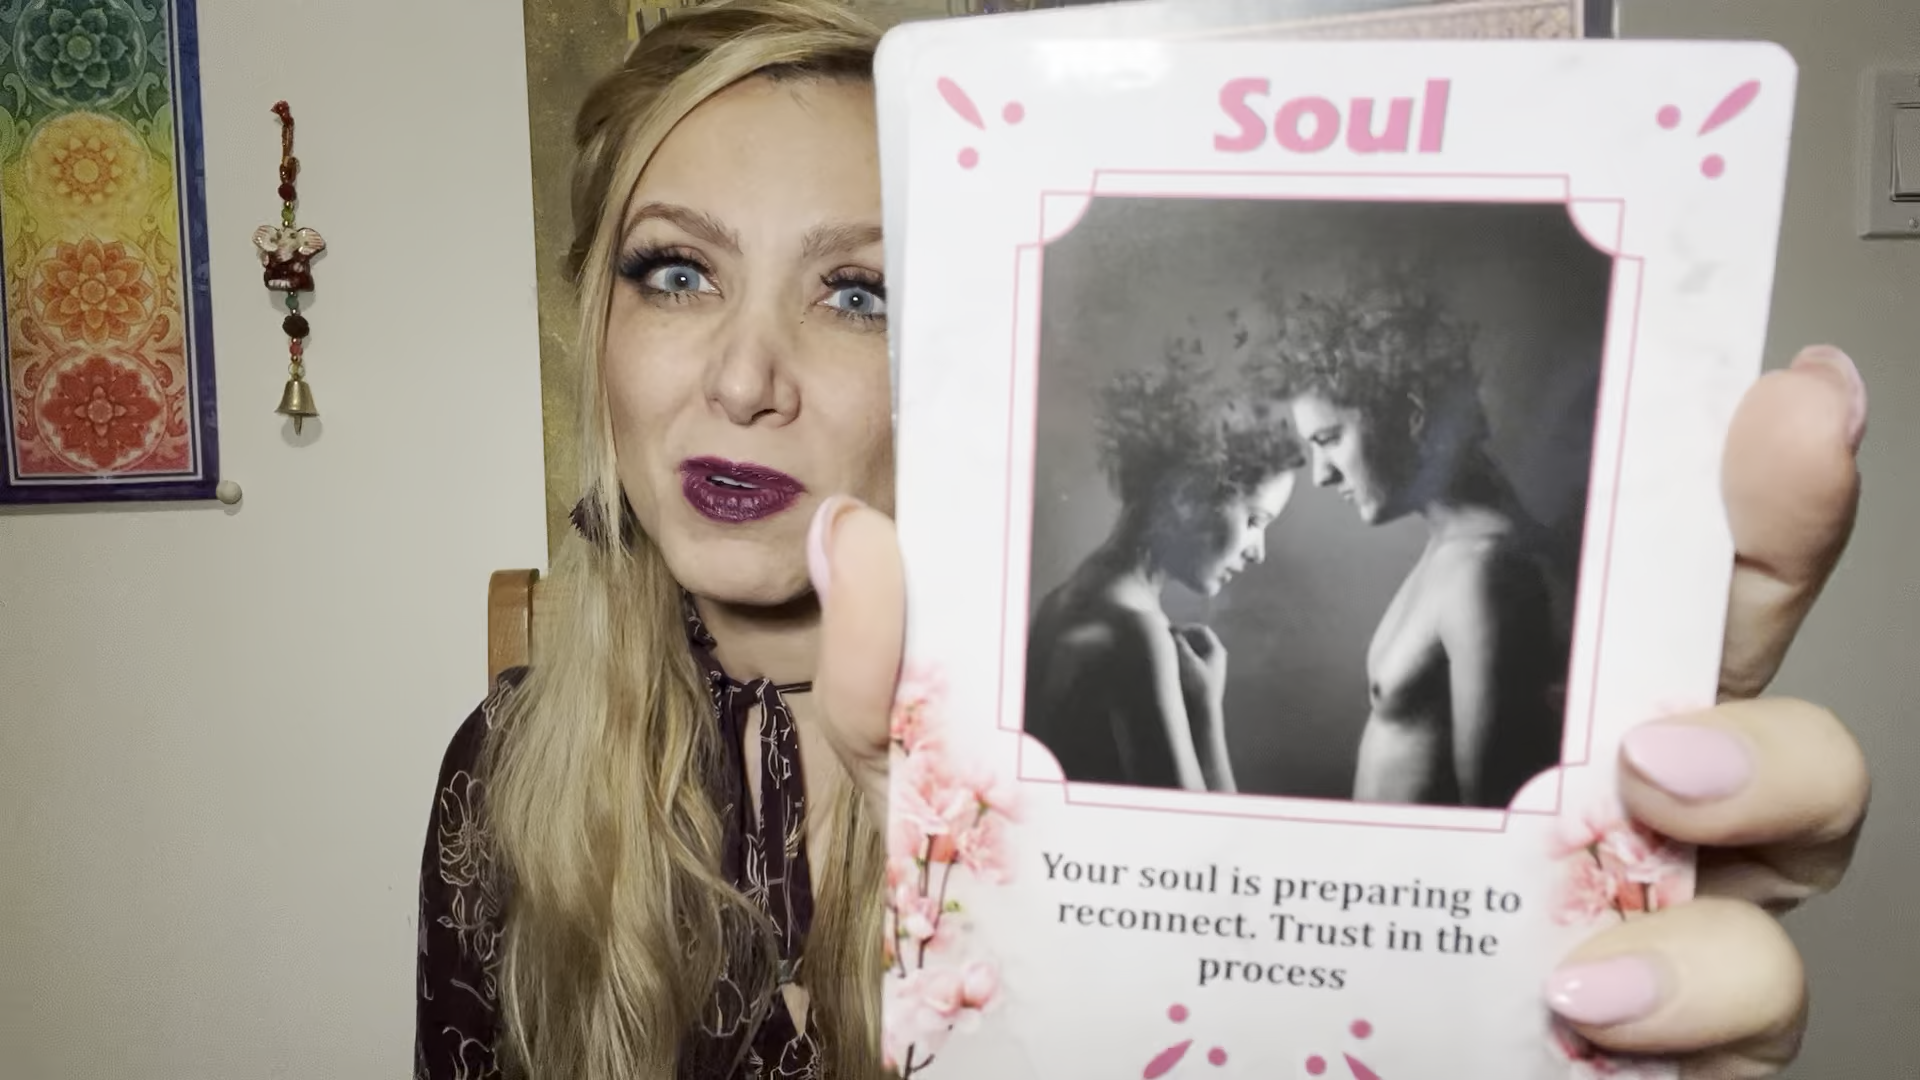 Soul
Your soul is preparing to
reconnect. Trust in the
process